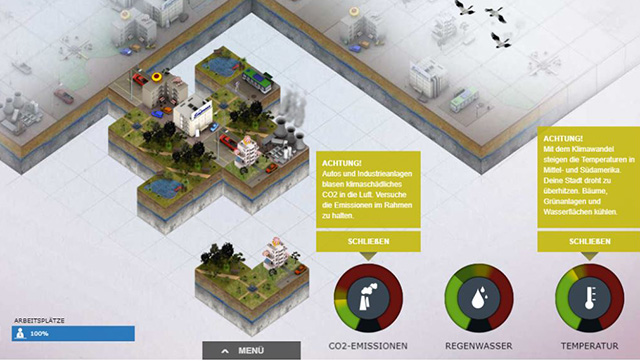 ACHTUNG!
Autos und Industrieanlagen
blasen klimaschädliches
CO2 in die Luft. Versuche
die Emissionen im Rahmen
zu halten.
SCHLIEßEN
ACHTUNG!
Mit dem Klimawandel
steigen die Temperaturen in
Mittel- und Südamerika.
Deine Stadt droht zu
überhitzen. Bäume,
Grünanlagen und
Wasserflächen kühlen.
SCHLIEßEN
ARBEITSPLÄTZE
100%
MENÜ
CO2-EMISSIONEN
REGENWASSER
TEMPERATUR